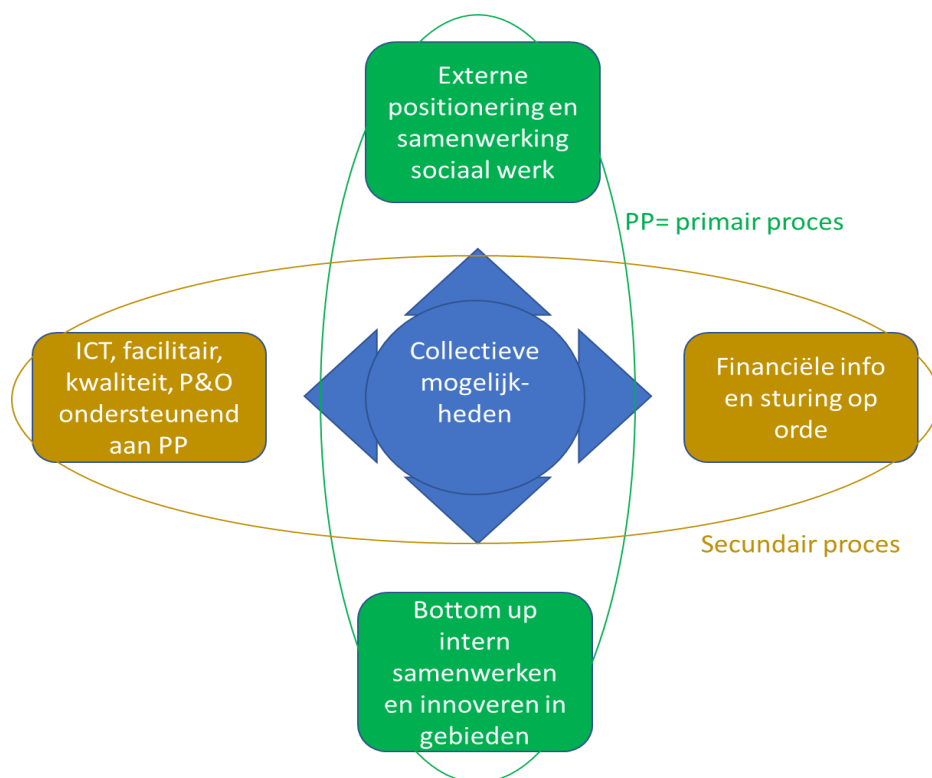 Externe
positionering en
samenwerking
sociaal werk
PP= primair proces
ICT, facilitair,
kwaliteit, P&O
ondersteunend
aan PP
Collectieve
mogelijk-
heden
Financiële info
en sturing op
orde
Secundair proces
Bottom up
intern
samenwerken
en innoveren in
gebieden